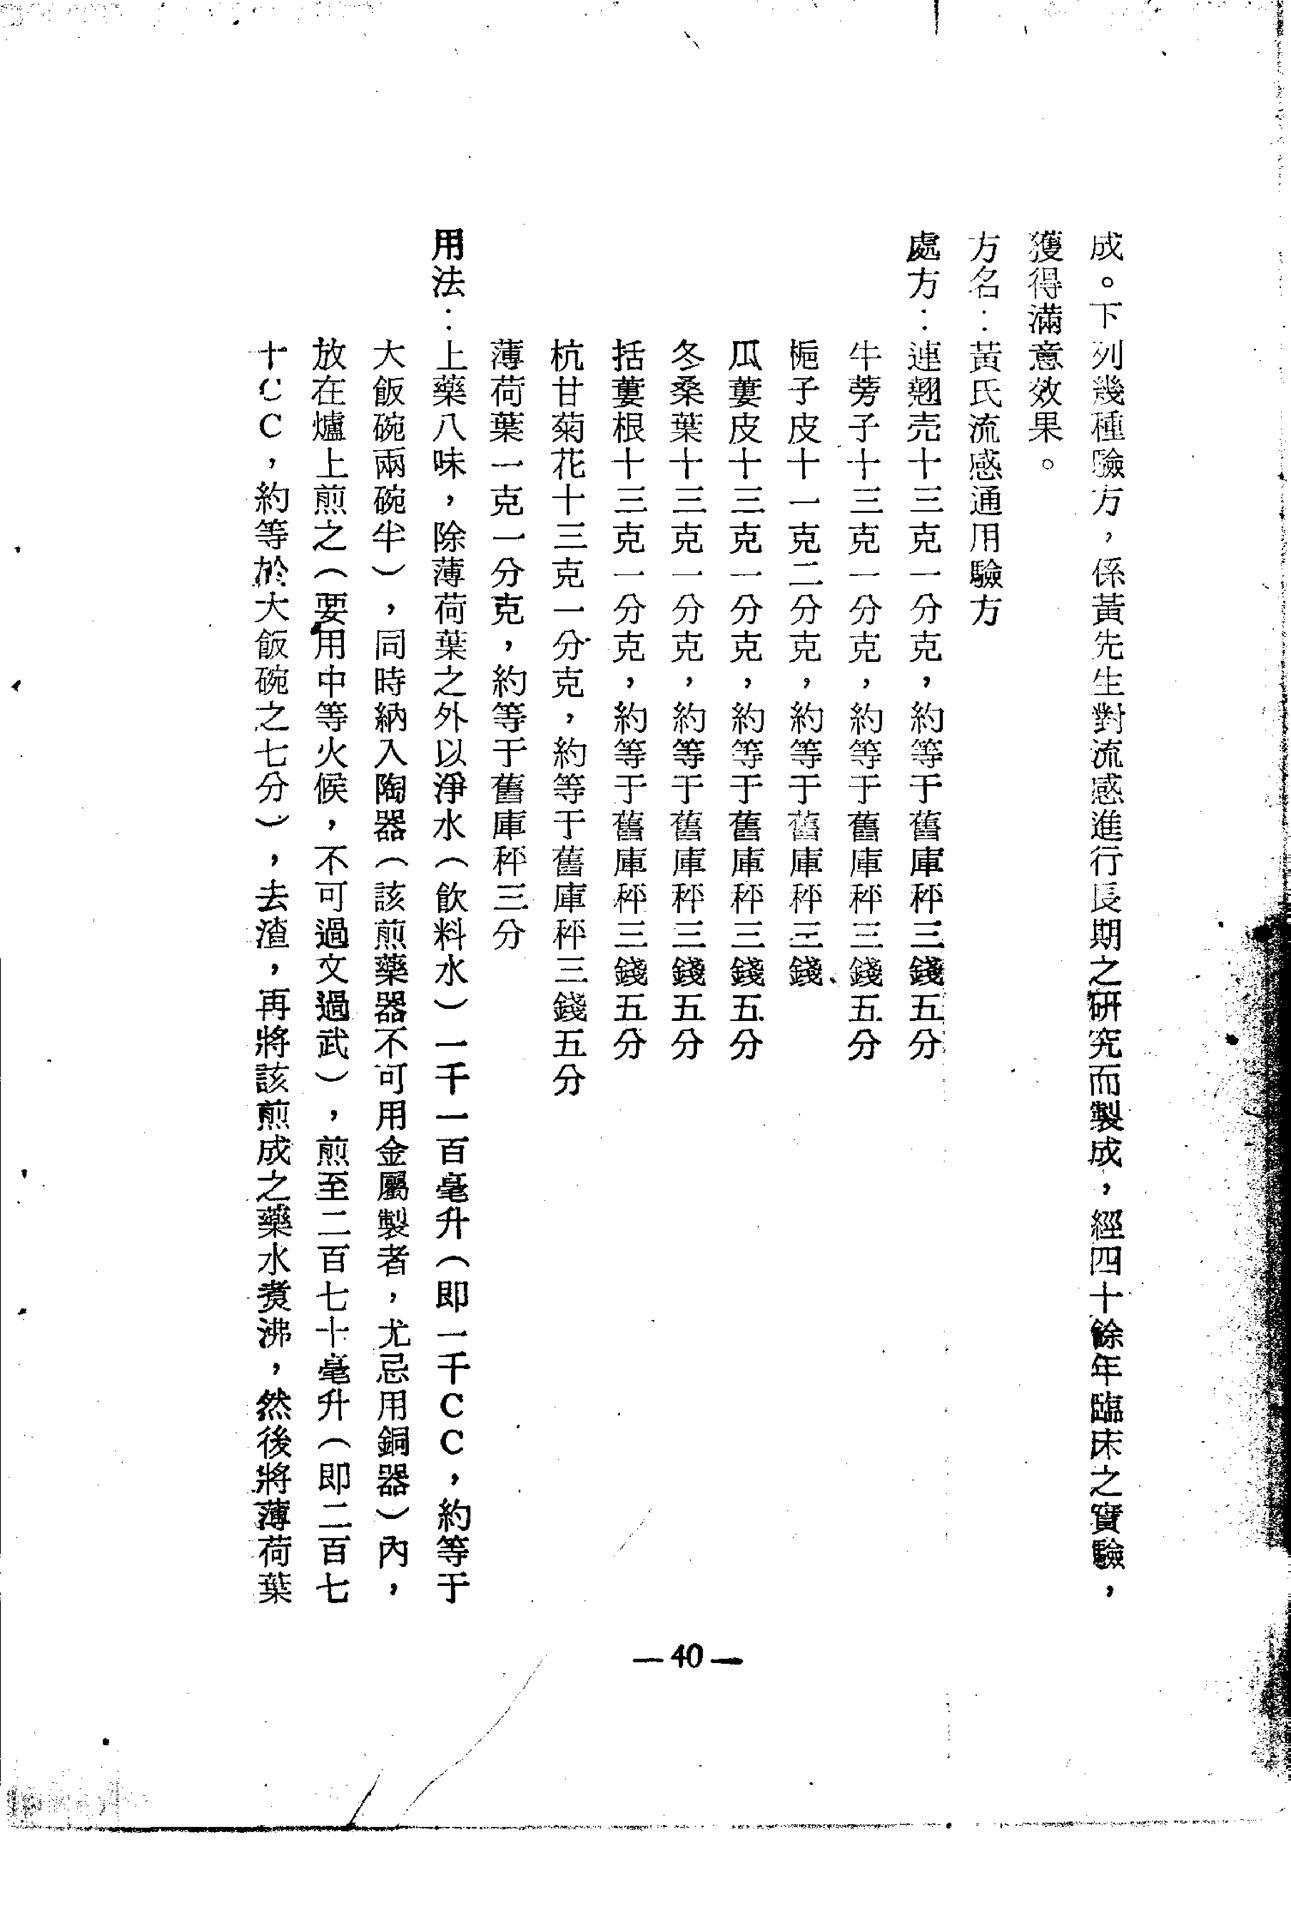 成。下列幾種驗方，係黃先生對流感進行長期之研究而製成，經四十餘年臨床之實驗，
獲得滿意效果。
方名：黃氏流感通用驗方
處方：連翹壳十三克一分克，約等于舊庫秤三錢五分
牛蒡子十三克一分克，約等于舊庫秤三錢五分
梔子皮十一克二分克，約等于舊庫秤三錢
瓜蔞皮十三克一分克，約等于舊庫秤三錢五分
冬桑葉十三克一分克，約等于舊庫秤三錢五分
括蔞根十三克一分克，約等于舊庫秤三錢五分
杭甘菊花十三克一分克，約等于舊庫秤三錢五分
薄荷葉一克一分克，約等于舊庫秤三分
用法：上藥八味，除薄荷葉之外以淨水（飲料水）一千一百毫升（即一千CC，約等于
大飯碗兩碗半），同時納入陶器（該煎藥器不可用金屬製者，尤忌用銅器）內，
放在爐上煎之（要用中等火候，不可過文過武），煎至二百七十毫升（即二百七
十CC，約等於大飯碗之七分），去渣，再將該煎成之藥水煑沸，然後將薄荷葉
—40—